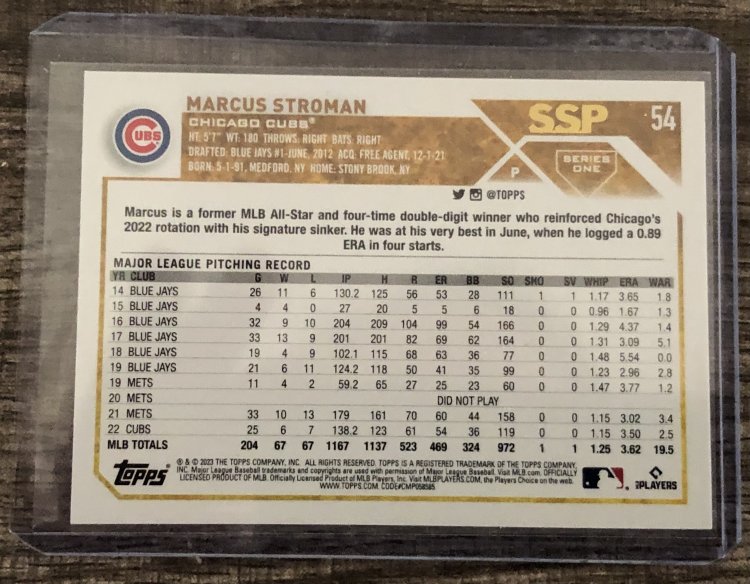 CUBS
MARCUS STROMAN
CHICAGO CUBS®
HT: 5'7" WT: 180 THROWS: RIGHT BATS: RIGHT
DRAFTED: BLUE JAYS #1-JUNE, 2012 ACQ: FREE AGENT, 12-1-21
BORN: 5-1-91, MEDFORD, NY HOME: STONY BROOK, NY
SSP 54
P
SERIES
ONE
@TOPPS
Marcus is a former MLB All-Star and four-time double-digit winner who reinforced Chicago's
2022 rotation with his signature sinker. He was at his very best in June, when he logged a 0.89
ERA in four starts.
MAJOR LEAGUE PITCHING RECORD
YR CLUB G W L IP H R ER BB SO SHO SV WHIP ERA WAR
14 BLUE JAYS 26 11 6 130.2 125 56 53 28 111 1 1 1.17 3.65 1.8
15 BLUE JAYS 4 4 0 27 20 5 5 6 18 0 0 0.96 1.67 1.3
16 BLUE JAYS 32 9 10 204 209 104 99 54 166 0 0 1.29 4.37 1.4
17 BLUE JAYS 33 13 9 201 201 82 69 62 164 0 0 1.31 3.09 5.1
18 BLUE JAYS 19 4 9 102.1 115 68 63 36 77 0 0 1.48 5.54 0.0
19 BLUE JAYS 21 6 11 124.2 118 50 41 35 99 0 0 1.23 2.96 2.8
19 METS 11 4 2 59.2 65 27 25 23 60 0 0 1.47 3.77 1.2
20 METS DID NOT PLAY
21 METS 33 10 13 179 161 70 60 44 158 0 0 1.15 3.02 3.4
22 CUBS 25 6 7 138.2 123 61 54 36 119 0 0 1.15 3.50 2.5
MLB TOTALS 204 67 67 1167 1137 523 469 324 972 1 1 1.25 3.62 19.5
Topps
® & © 2023 THE TOPPS COMPANY, INC. ALL RIGHTS RESERVED. TOPPS IS A REGISTERED TRADEMARK OF THE TOPPS COMPANY,
INC. Major League Baseball trademarks and copyrights are used with permission of Major League Baseball. Visit MLB.com. OFFICIALLY
LICENSED PRODUCT OF MLB Players, Inc. Visit MLBPLAYERS.com, the Players Choice on the web.
WWW.TOPPS.COM. CODE#CMP058585
PLAYERS